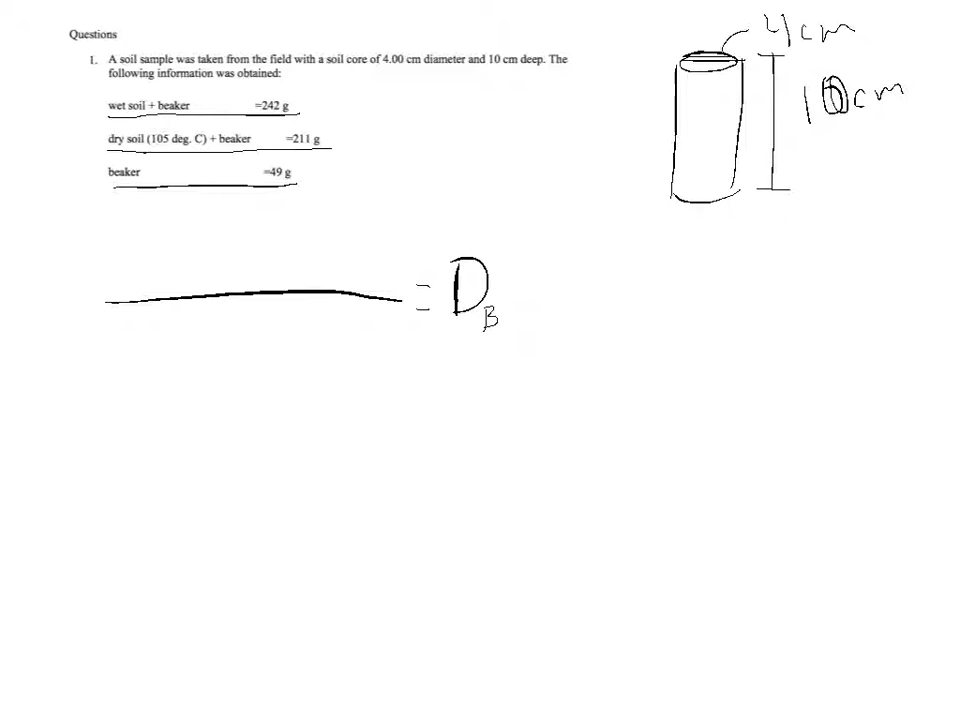 Questions
1. A soil sample was taken from the field with a soil core of 4.00 cm diameter and 10 cm deep. The
following information was obtained:
wet soil + beaker =242 g
dry soil (105 deg. C) + beaker =211 g
beaker =49 g
4cm
10cm
= DB